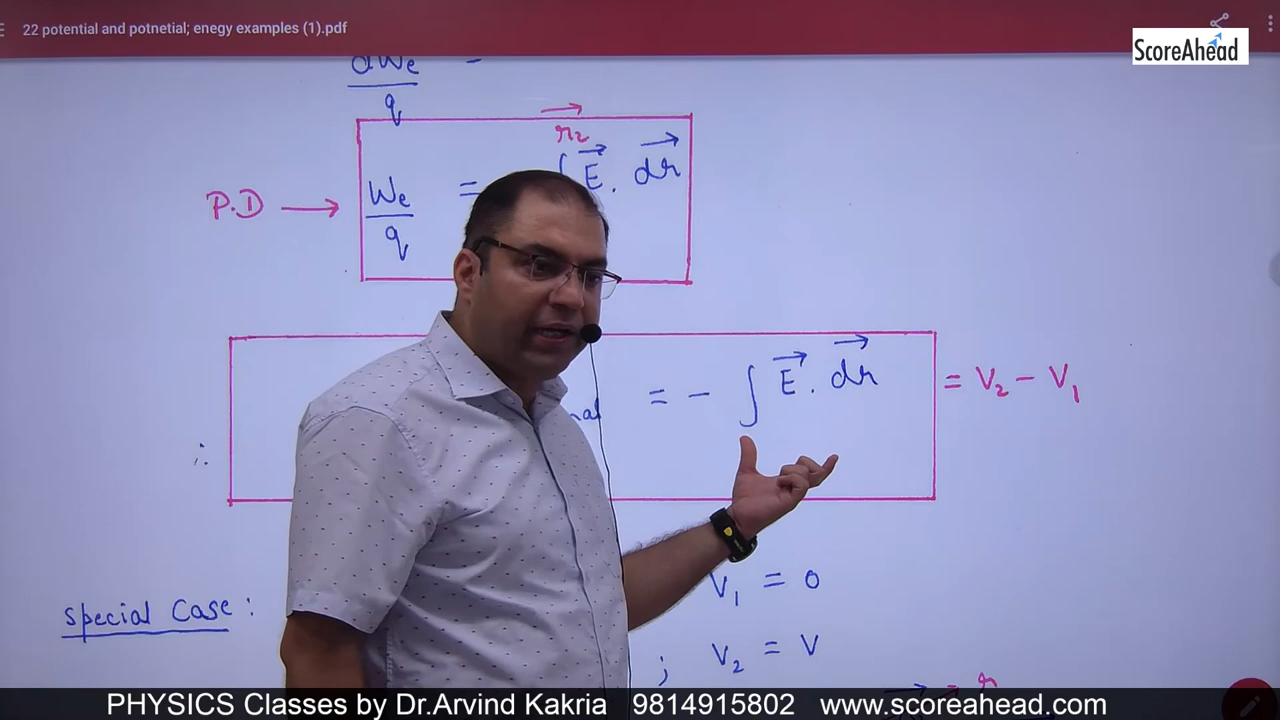 22 potential and potnetial; enegy examples (1).pdf
ScoreAhead
dWe
q
r2
P.D → We = ∫ E . dr
q
nal = - ∫ E . dr = V2 - V1
∴
Special Case :
V1 = 0
; V2 = V
r
PHYSICS Classes by Dr.Arvind Kakria 9814915802 www.scoreahead.com